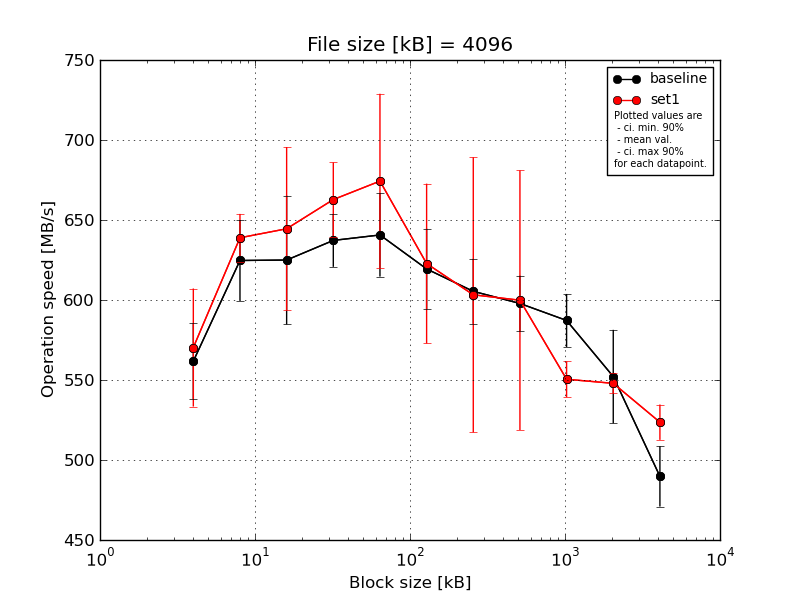 File size [kB] = 4096
750
700
650
600
550
500
450
Operation speed [MB/s]
baseline
set1
Plotted values are
- ci. min. 90%
- mean val.
- ci. max 90%
for each datapoint.
10^0
10^1
10^2
10^3
10^4
Block size [kB]